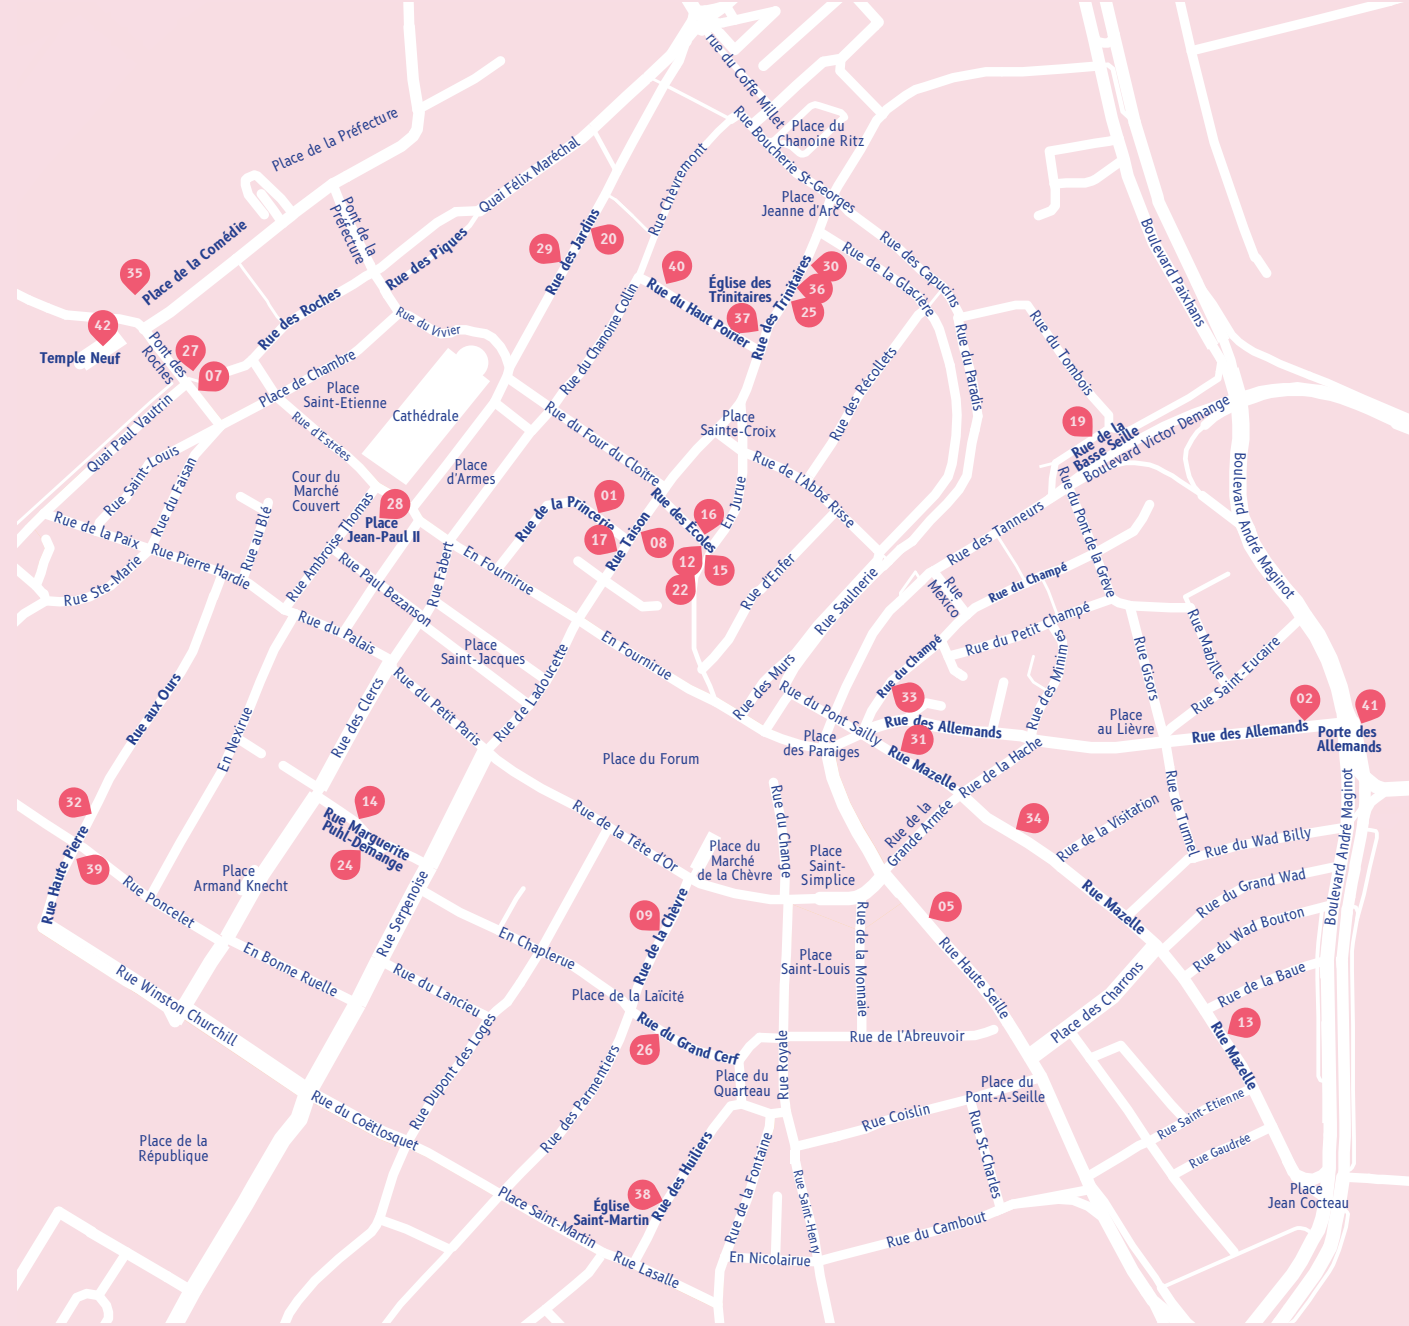 rue du Coffe Millet
Rue Boucherie St-Georges
Place du
Chanoine Ritz
Place de la Préfecture
Quai Félix Maréchal
Rue Chèvremont
Place
Jeanne d'Arc
Pont de la
Préfecture
Place de la Comédie
Rue des Piques
29
Rue des Jardins
20
Rue des Capucins
Rue de la Glacière
Boulevard Paixhans
35
40
Église des
Trinitaires
30
36
25
37
Rue du Haut Poirier
Rue des Trinitaires
Rue des Roches
Rue du Vivier
Rue du Chanoine Collin
42
Temple Neuf
Pont des
Roches
27
07
Place de Chambre
Place
Saint-Etienne
Cathédrale
Rue d'Estrées
Rue des Récollets
Rue du Paradis
Rue du Tombois
Quai Paul Vautrin
Rue Saint-Louis
Rue du Faisan
Rue du Four du Cloître
Place
Sainte-Croix
19
Rue de la
Basse Seille
Boulevard Victor Demange
Cour du
Marché
Couvert
Place
d'Armes
Rue de l'Abbé Risse
En Jurue
Boulevard André Maginot
28
Place
Jean-Paul II
01
Rue de la Princerie
17
Rue Taison
Rue des Écoles
16
08
12
15
22
Rue du Pont de la Grève
Rue des Tanneurs
Rue de la Paix
Rue Pierre Hardie
Rue au Blé
Rue Ambroise Thomas
Rue Ste-Marie
Rue Paul Bezanson
Rue Fabert
En Fournirue
Rue d'Enfer
Rue Saulnerie
Rue
Mexico
Rue du Champé
Rue du Petit Champé
Rue du Palais
Place
Saint-Jacques
En Fournirue
Rue du Champé
Rue des Minimes
Rue Gisors
Rue Mabille
Rue Saint-Eucaire
Rue aux Ours
En Nexirue
Rue des Clercs
Rue du Petit Paris
Rue de Ladoucette
Rue des Murs
Rue du Pont Sailly
33
Rue des Allemands
31
Place
des Paraiges
Place
au Lièvre
02
41
Rue des Allemands
Porte des
Allemands
Place du Forum
Rue Mazelle
Rue de la Hache
32
14
Rue Marguerite
Puhl-Demange
24
Rue Haute Pierre
39
Rue de la Tête d'Or
Rue du Change
Rue de la
Grande Armée
34
Rue de la Visitation
Rue de Turmel
Rue du Wad Billy
Boulevard André Maginot
Place du
Marché
de la Chèvre
Place
Saint-
Simplice
Place
Armand Knecht
Rue Poncelet
Rue Serpenoise
09
Rue de la Chèvre
05
Rue Mazelle
Rue du Grand Wad
Rue du Wad Bouton
En Bonne Ruelle
En Chaplerue
Place
Saint-Louis
Rue de la Monnaie
Rue Haute Seille
Place des Charrons
Rue de la Baue
Rue Winston Churchill
Rue du Lancieu
Place de la Laïcité
Rue du Grand Cerf
26
Rue de l'Abreuvoir
13
Rue Mazelle
Rue Dupont des Loges
Rue des Parmentiers
Rue Royale
Place du
Quarteau
Place du
Pont-A-Seille
Rue du Coëtlosquet
Rue Coislin
Rue St-Charles
Rue Saint-Etienne
Rue Gaudrée
Place de la
République
Rue des Huiliers
Rue de la Fontaine
Rue Saint-Henry
38
Église
Saint-Martin
Place Saint-Martin
Rue du Cambout
Place
Jean Cocteau
Rue Lasalle
En Nicolairue